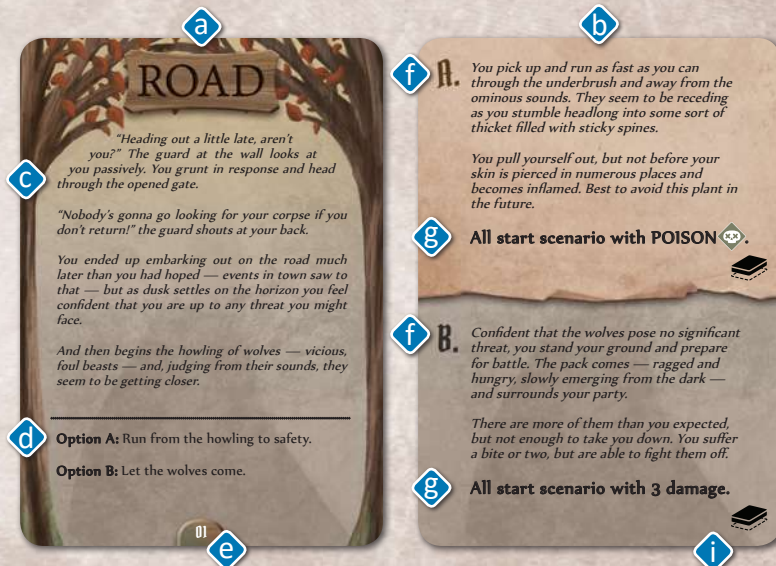 a
b
ROAD
"Heading out a little late, aren't
you?" The guard at the wall looks at
you passively. You grunt in response and head
through the opened gate.
c
"Nobody's gonna go looking for your corpse if you
don't return!" the guard shouts at your back.
You ended up embarking out on the road much
later than you had hoped — events in town saw to
that — but as dusk settles on the horizon you feel
confident that you are up to any threat you might
face.
And then begins the howling of wolves — vicious,
foul beasts — and, judging from their sounds, they
seem to be getting closer.
d
Option A: Run from the howling to safety.
Option B: Let the wolves come.
01
e
f
A.
You pick up and run as fast as you can
through the underbrush and away from the
ominous sounds. They seem to be receding
as you stumble headlong into some sort of
thicket filled with sticky spines.
You pull yourself out, but not before your
skin is pierced in numerous places and
becomes inflamed. Best to avoid this plant in
the future.
g
All start scenario with POISON .
f
B.
Confident that the wolves pose no significant
threat, you stand your ground and prepare
for battle. The pack comes — ragged and
hungry, slowly emerging from the dark —
and surrounds your party.
There are more of them than you expected,
but not enough to take you down. You suffer
a bite or two, but are able to fight them off.
g
All start scenario with 3 damage.
i